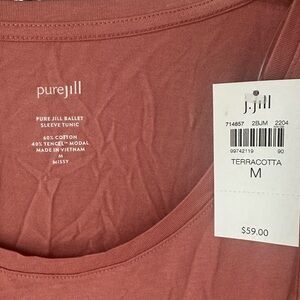 purejill
PURE JILL BALLET
SLEEVE TUNIC
60% COTTON
40% TENCEL™ MODAL
MADE IN VIETNAM
M
MISSY
j.jill
714857 2BJM 2204
99742119 90
TERRACOTTA
M
$59.00